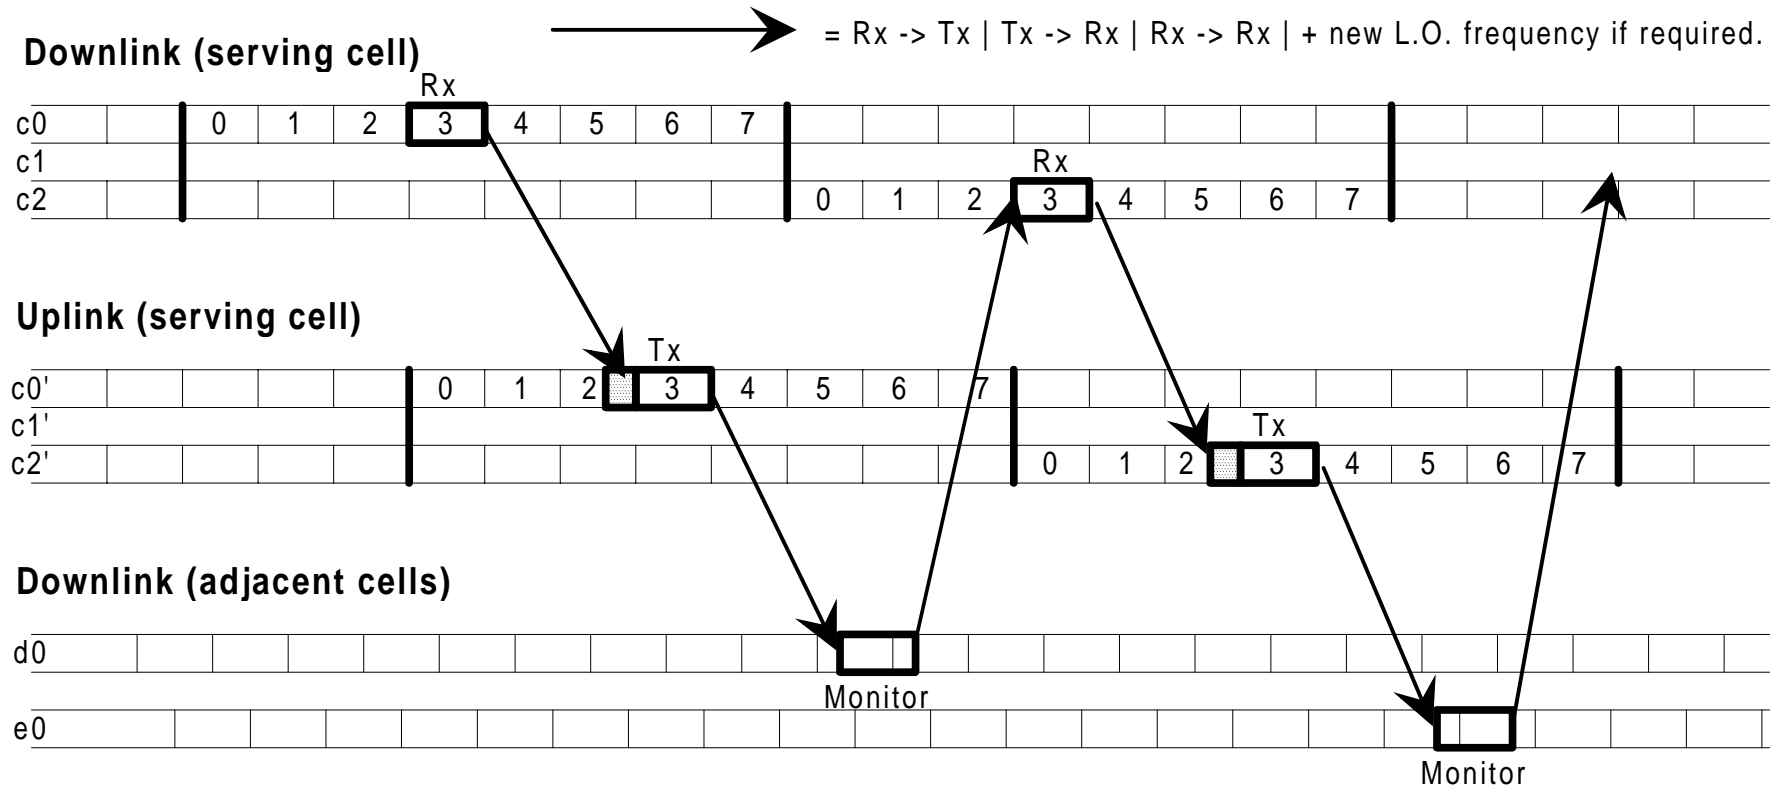 = Rx -> Tx | Tx -> Rx | Rx -> Rx | + new L.O. frequency if required.
Downlink (serving cell)
Rx
c0 0 1 2 3 4 5 6 7
c1 Rx
c2 0 1 2 3 4 5 6 7
Uplink (serving cell)
Tx
c0' 0 1 2 3 4 5 6 7
c1' Tx
c2' 0 1 2 3 4 5 6 7
Downlink (adjacent cells)
d0
Monitor
e0
Monitor